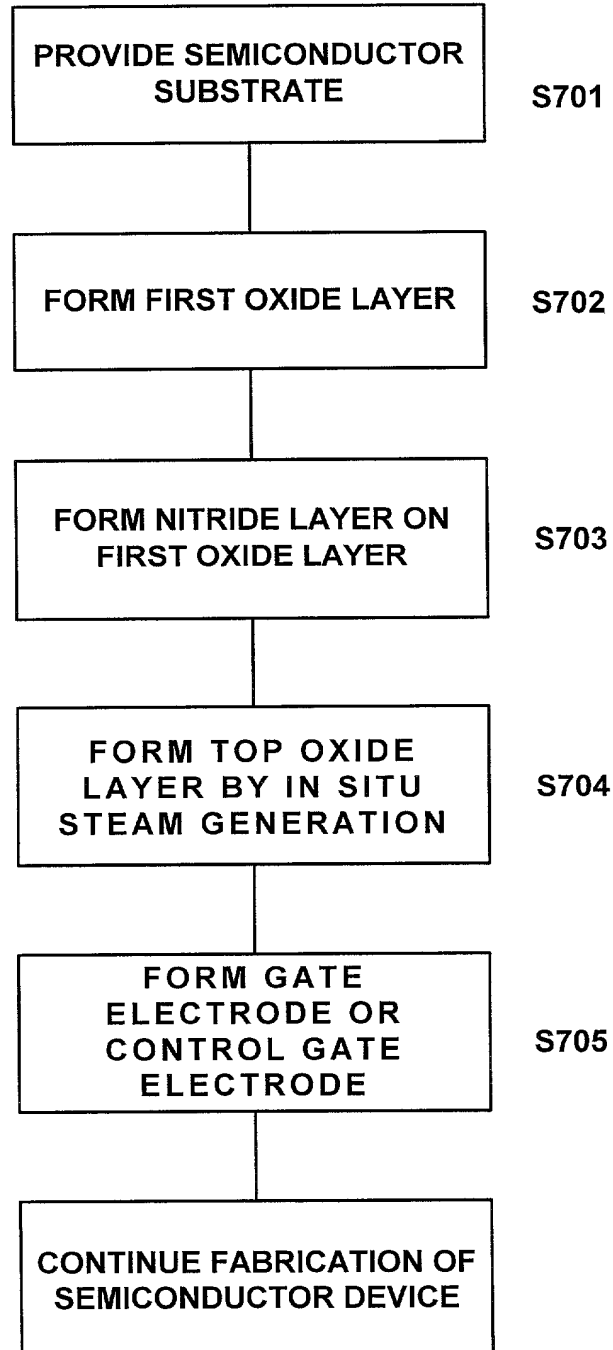 PROVIDE SEMICONDUCTOR
SUBSTRATE
S701
FORM FIRST OXIDE LAYER
S702
FORM NITRIDE LAYER ON
FIRST OXIDE LAYER
S703
FORM TOP OXIDE
LAYER BY IN SITU
STEAM GENERATION
S704
FORM GATE
ELECTRODE OR
CONTROL GATE
ELECTRODE
S705
CONTINUE FABRICATION OF
SEMICONDUCTOR DEVICE